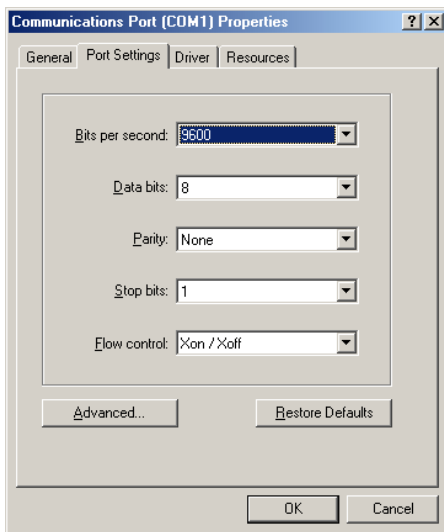 Communications Port (COM1) Properties
General Port Settings Driver Resources
Bits per second: 9600
Data bits: 8
Parity: None
Stop bits: 1
Flow control: Xon / Xoff
Advanced... Restore Defaults
OK Cancel